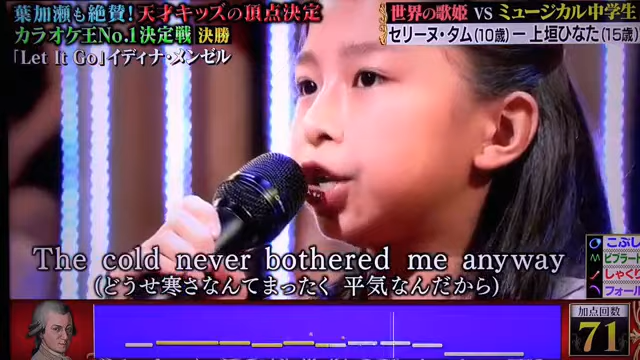 葉加瀬も絶賛!天才キッズの頂点決定
カラオケ王No.1決定戦 決勝
「Let It Go」イディナ・メンゼル
世界の歌姫 VS ミュージカル中学生
セリーヌ・タム(10歳)ー上垣ひなた(15歳)
The cold never bothered me anyway
(どうせ寒さなんてまったく 平気なんだから)
こぶし
ビブラート
しゃくり
フォール
加点回数
71